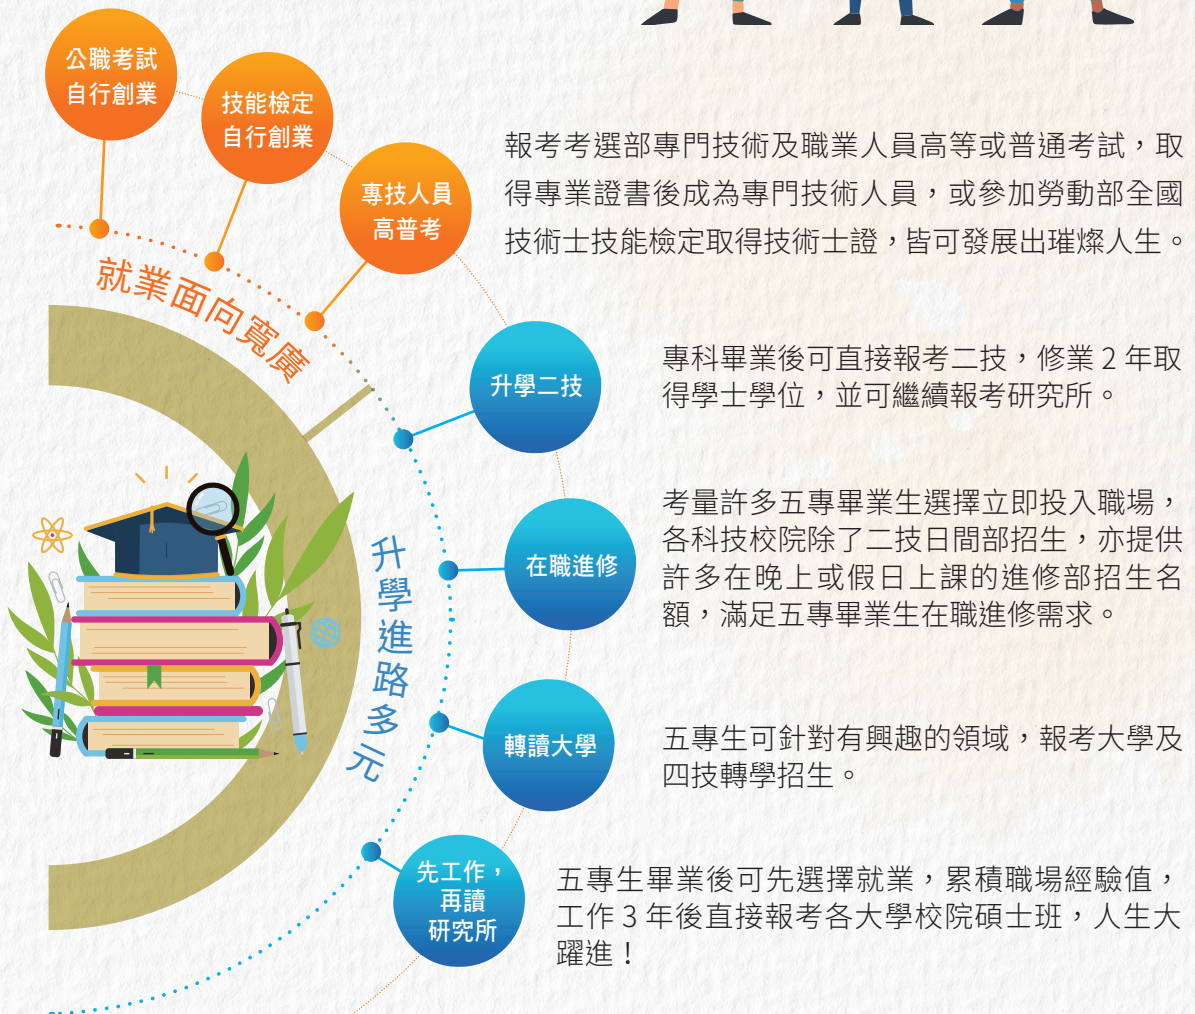 公職考試
自行創業
技能檢定
自行創業
專技人員
高普考
報考考選部專門技術及職業人員高等或普通考試，取
得專業證書後成為專門技術人員，或參加勞動部全國
技術士技能檢定取得技術士證，皆可發展出璀燦人生。
就業面向寬廣
升學二技
專科畢業後可直接報考二技，修業 2 年取
得學士學位，並可繼續報考研究所。
在職進修
考量許多五專畢業生選擇立即投入職場，
各科技校院除了二技日間部招生，亦提供
許多在晚上或假日上課的進修部招生名
額，滿足五專畢業生在職進修需求。
升學進路多元
轉讀大學
五專生可針對有興趣的領域，報考大學及
四技轉學招生。
先工作，
再讀
研究所
五專生畢業後可先選擇就業，累積職場經驗值，
工作 3 年後直接報考各大學校院碩士班，人生大
躍進！